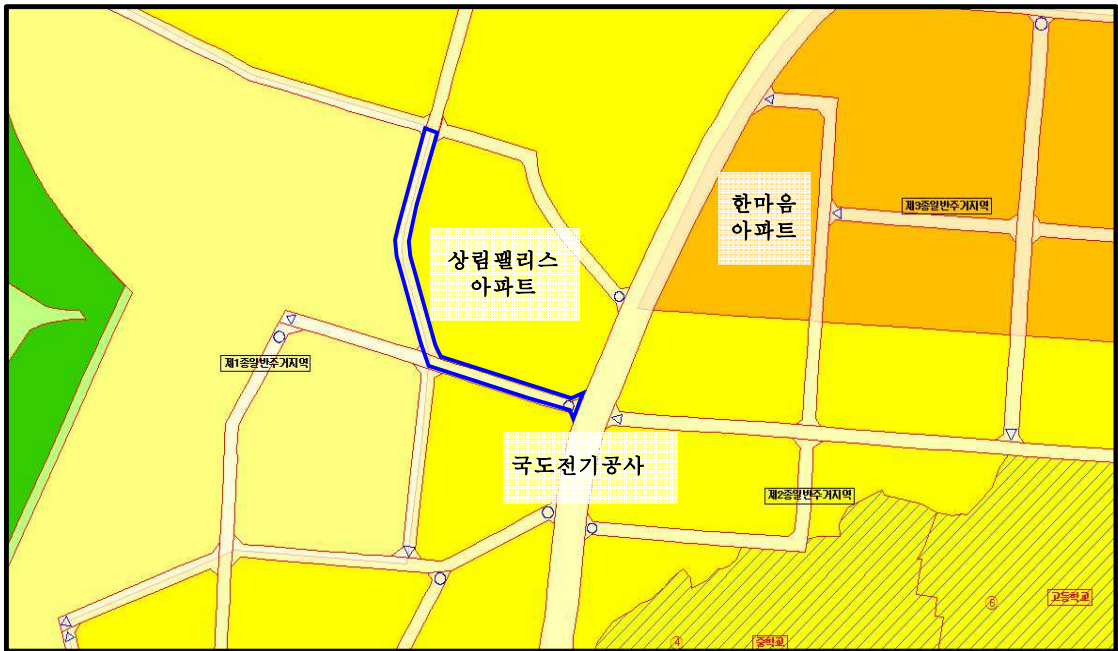 한마음
아파트
제3종일반주거지역
상림팰리스
아파트
제1종일반주거지역
국도전기공사
제2종일반주거지역
⑥
고등학교
④
중학교